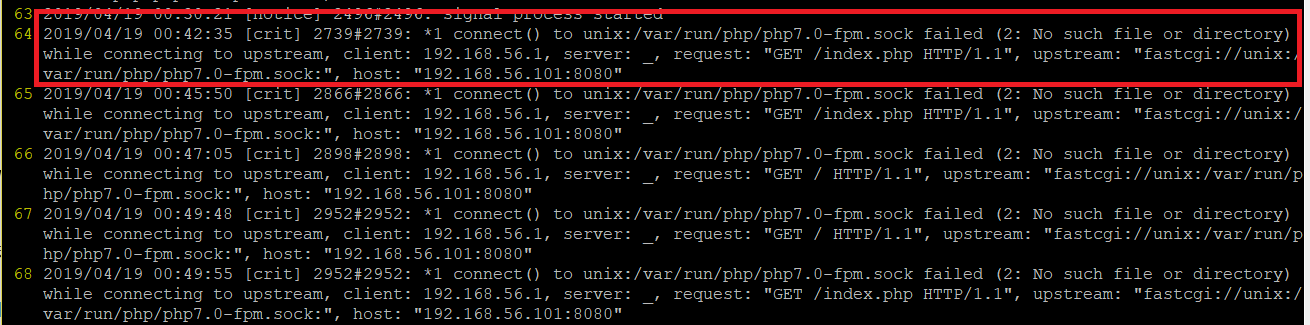 63 2019/04/19 00:30:21 [notice] 2496#2496: signal process started
64 2019/04/19 00:42:35 [crit] 2739#2739: *1 connect() to unix:/var/run/php/php7.0-fpm.sock failed (2: No such file or directory)
while connecting to upstream, client: 192.168.56.1, server: _, request: "GET /index.php HTTP/1.1", upstream: "fastcgi://unix:/
var/run/php/php7.0-fpm.sock:", host: "192.168.56.101:8080"
65 2019/04/19 00:45:50 [crit] 2866#2866: *1 connect() to unix:/var/run/php/php7.0-fpm.sock failed (2: No such file or directory)
while connecting to upstream, client: 192.168.56.1, server: _, request: "GET /index.php HTTP/1.1", upstream: "fastcgi://unix:/
var/run/php/php7.0-fpm.sock:", host: "192.168.56.101:8080"
66 2019/04/19 00:47:05 [crit] 2898#2898: *1 connect() to unix:/var/run/php/php7.0-fpm.sock failed (2: No such file or directory)
while connecting to upstream, client: 192.168.56.1, server: _, request: "GET / HTTP/1.1", upstream: "fastcgi://unix:/var/run/p
hp/php7.0-fpm.sock:", host: "192.168.56.101:8080"
67 2019/04/19 00:49:48 [crit] 2952#2952: *1 connect() to unix:/var/run/php/php7.0-fpm.sock failed (2: No such file or directory)
while connecting to upstream, client: 192.168.56.1, server: _, request: "GET / HTTP/1.1", upstream: "fastcgi://unix:/var/run/p
hp/php7.0-fpm.sock:", host: "192.168.56.101:8080"
68 2019/04/19 00:49:55 [crit] 2952#2952: *1 connect() to unix:/var/run/php/php7.0-fpm.sock failed (2: No such file or directory)
while connecting to upstream, client: 192.168.56.1, server: _, request: "GET /index.php HTTP/1.1", upstream: "fastcgi://unix:/
var/run/php/php7.0-fpm.sock:", host: "192.168.56.101:8080"